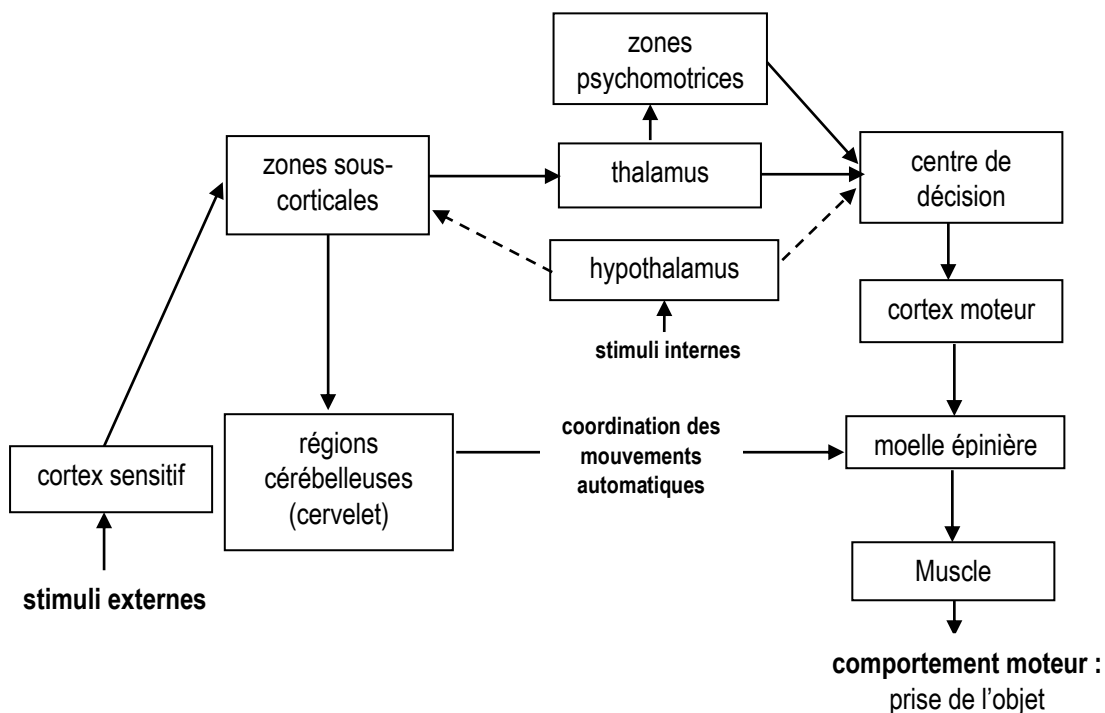 zones
psychomotrices
zones sous-
corticales
thalamus
centre de
décision
hypothalamus
cortex moteur
stimuli internes
régions
cérébelleuses
(cervelet)
coordination des
mouvements
automatiques
moelle épinière
cortex sensitif
Muscle
stimuli externes
comportement moteur :
prise de l’objet